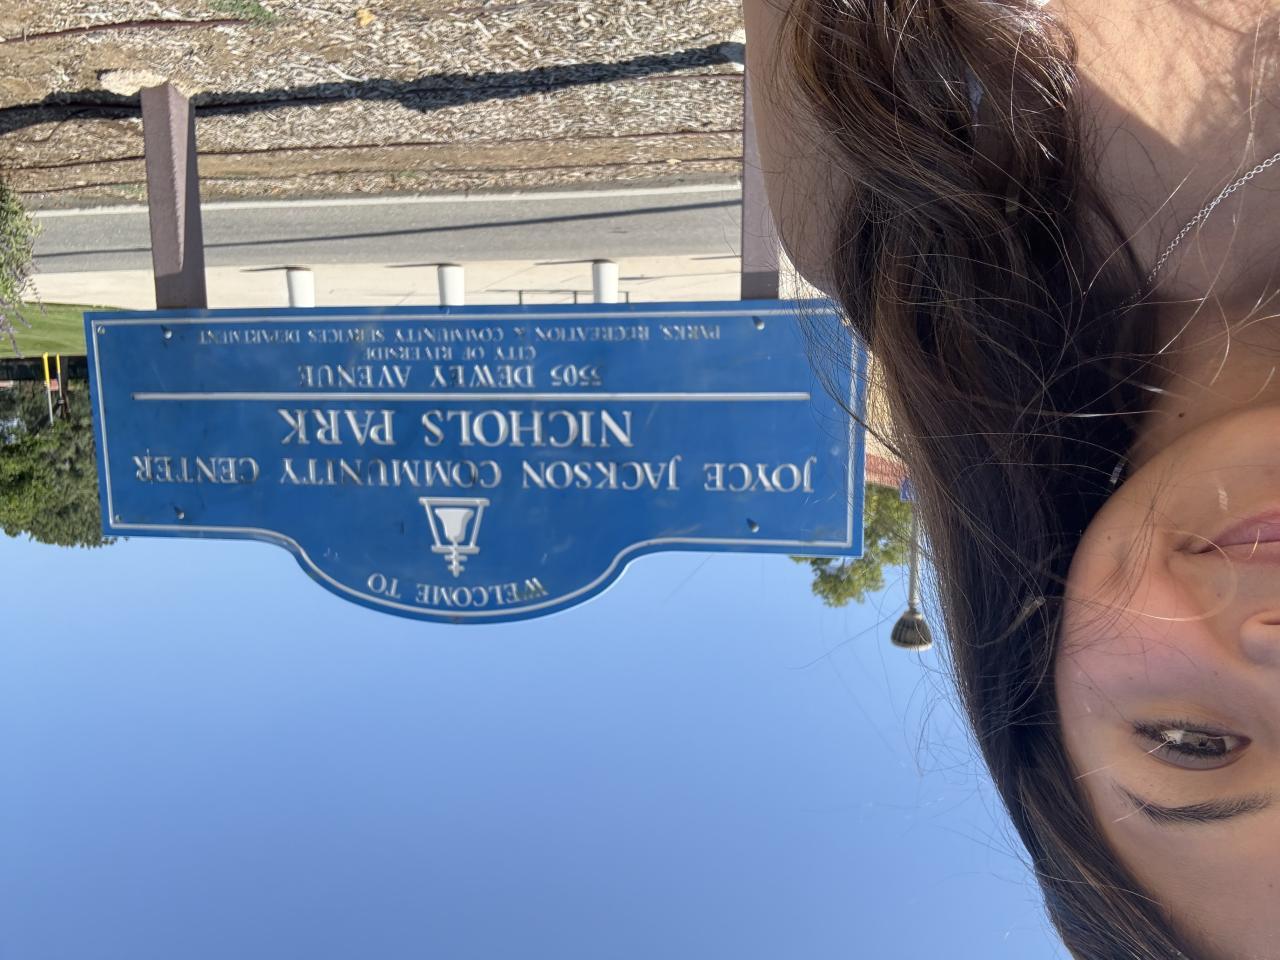 WELCOME TO
JOYCE JACKSON COMMUNITY CENTER
NICHOLS PARK
5505 DEWEY AVENUE
CITY OF RIVERSIDE
PARKS, RECREATION & COMMUNITY SERVICES DEPARTMENT